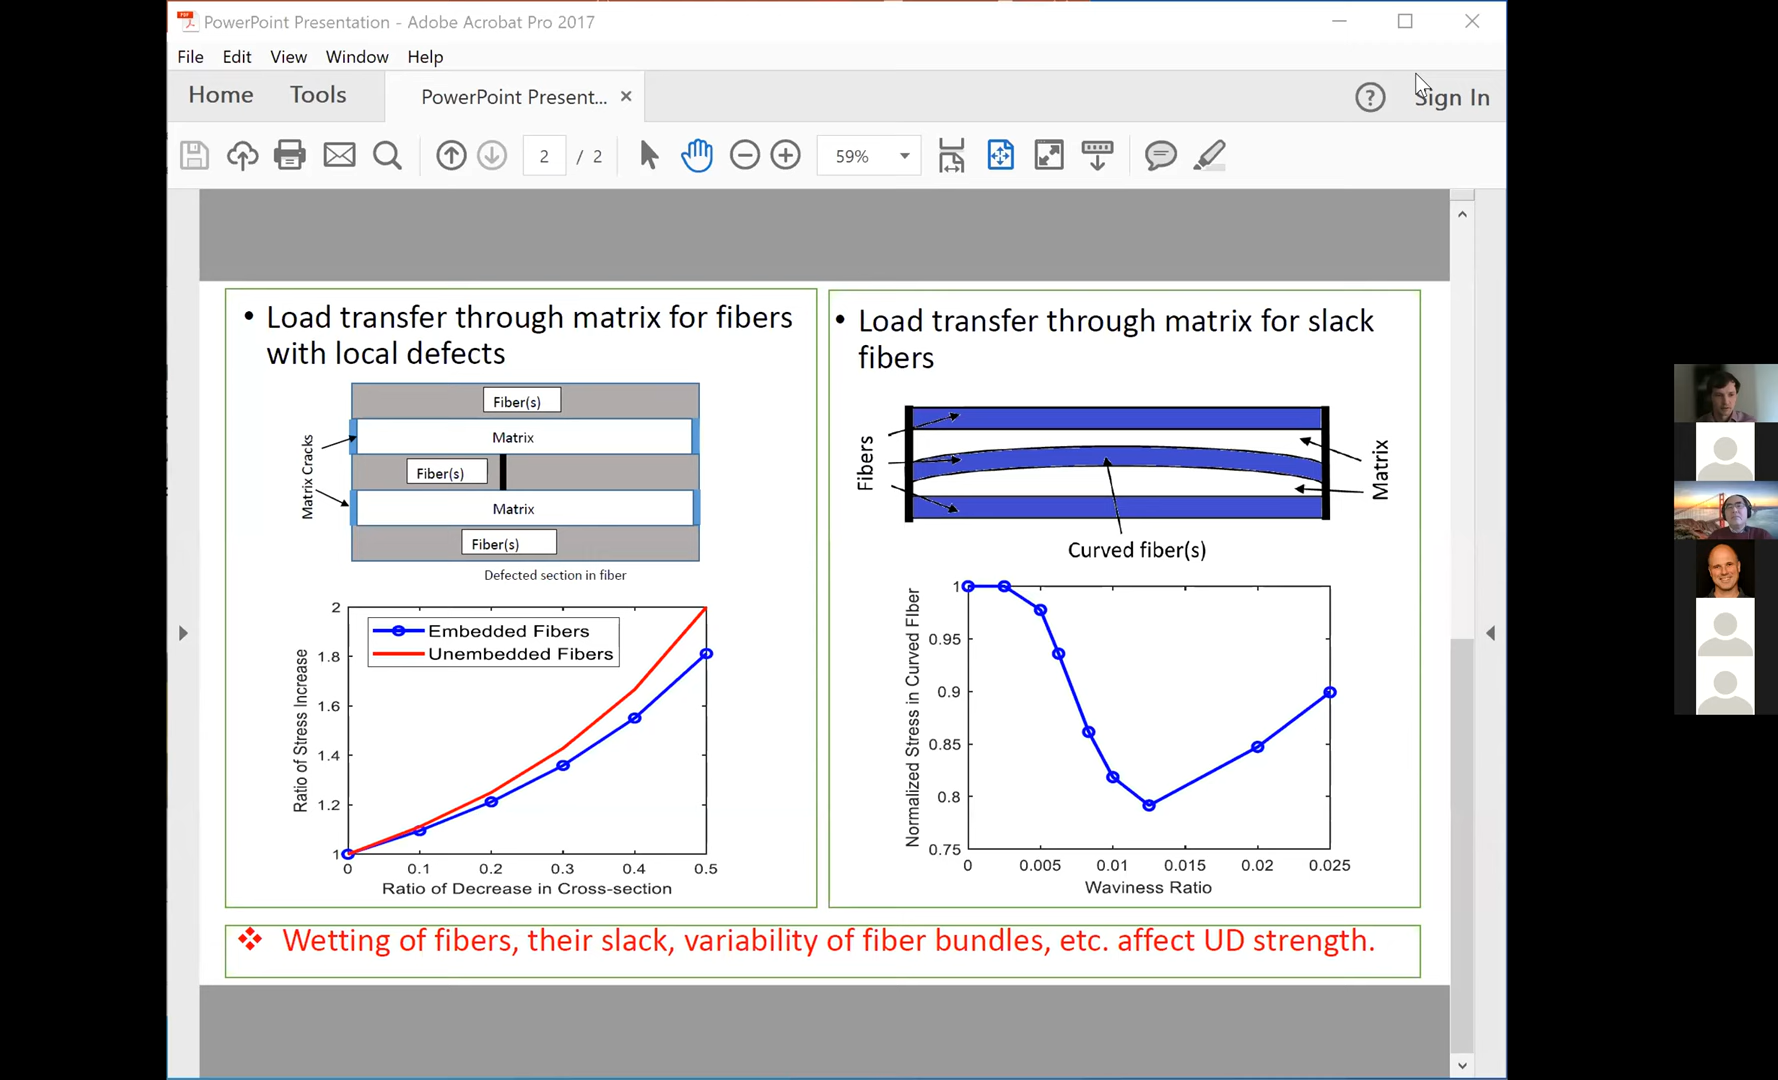 PowerPoint Presentation - Adobe Acrobat Pro 2017
File Edit View Window Help
Home Tools PowerPoint Present... × ? Sign In
2 / 2 59%
• Load transfer through matrix for fibers
with local defects
Fiber(s)
Matrix
Fiber(s)
Matrix
Fiber(s)
Matrix Cracks
Defected section in fiber
Embedded Fibers
Unembedded Fibers
Ratio of Stress Increase
2
1.8
1.6
1.4
1.2
1
0 0.1 0.2 0.3 0.4 0.5
Ratio of Decrease in Cross-section
• Load transfer through matrix for slack
fibers
Fibers
Matrix
Curved fiber(s)
Normalized Stress in Curved FIber
1
0.95
0.9
0.85
0.8
0.75
0 0.005 0.01 0.015 0.02 0.025
Waviness Ratio
❖ Wetting of fibers, their slack, variability of fiber bundles, etc. affect UD strength.